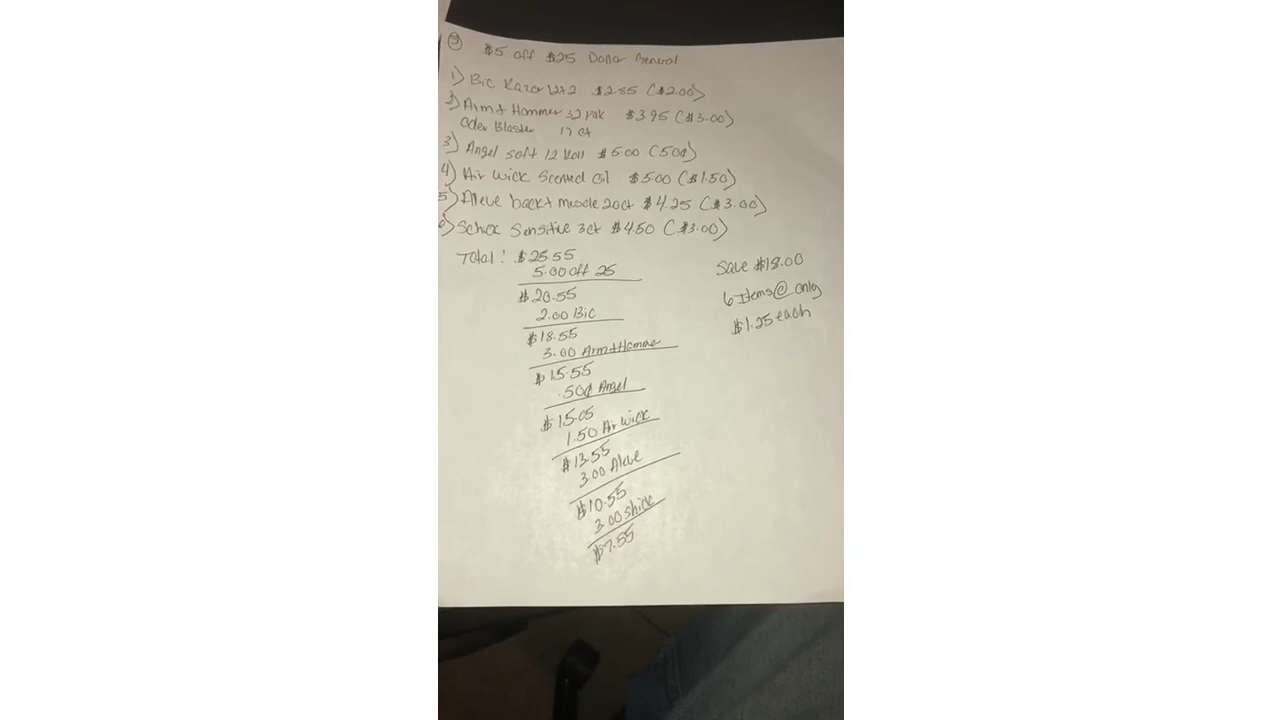 ③ $5 off $25 Dollar General
1) Bic Razor 1ct 2 $2.85 ($2.00)
2) Arm & Hammer 32 pak $3.95 ($3.00)
Oder Blaster 17 ct
3) Angel Soft 12 Roll $5.00 (50¢)
4) Air Wick Scented Oil $5.00 ($1.50)
5) Aleve back & muscle 20ct $4.25 ($3.00)
6) Schick Sensitive 3ct $4.50 ($3.00)
Total: $25.55
5.00 off 25
$20.55
2.00 Bic
$18.55
3.00 Arm & Hammer
$15.55
.50¢ Angel
$15.05
1.50 Air Wick
$13.55
3.00 Aleve
$10.55
3.00 Shick
$7.55
Save $18.00
6 Items @ only
$1.25 each